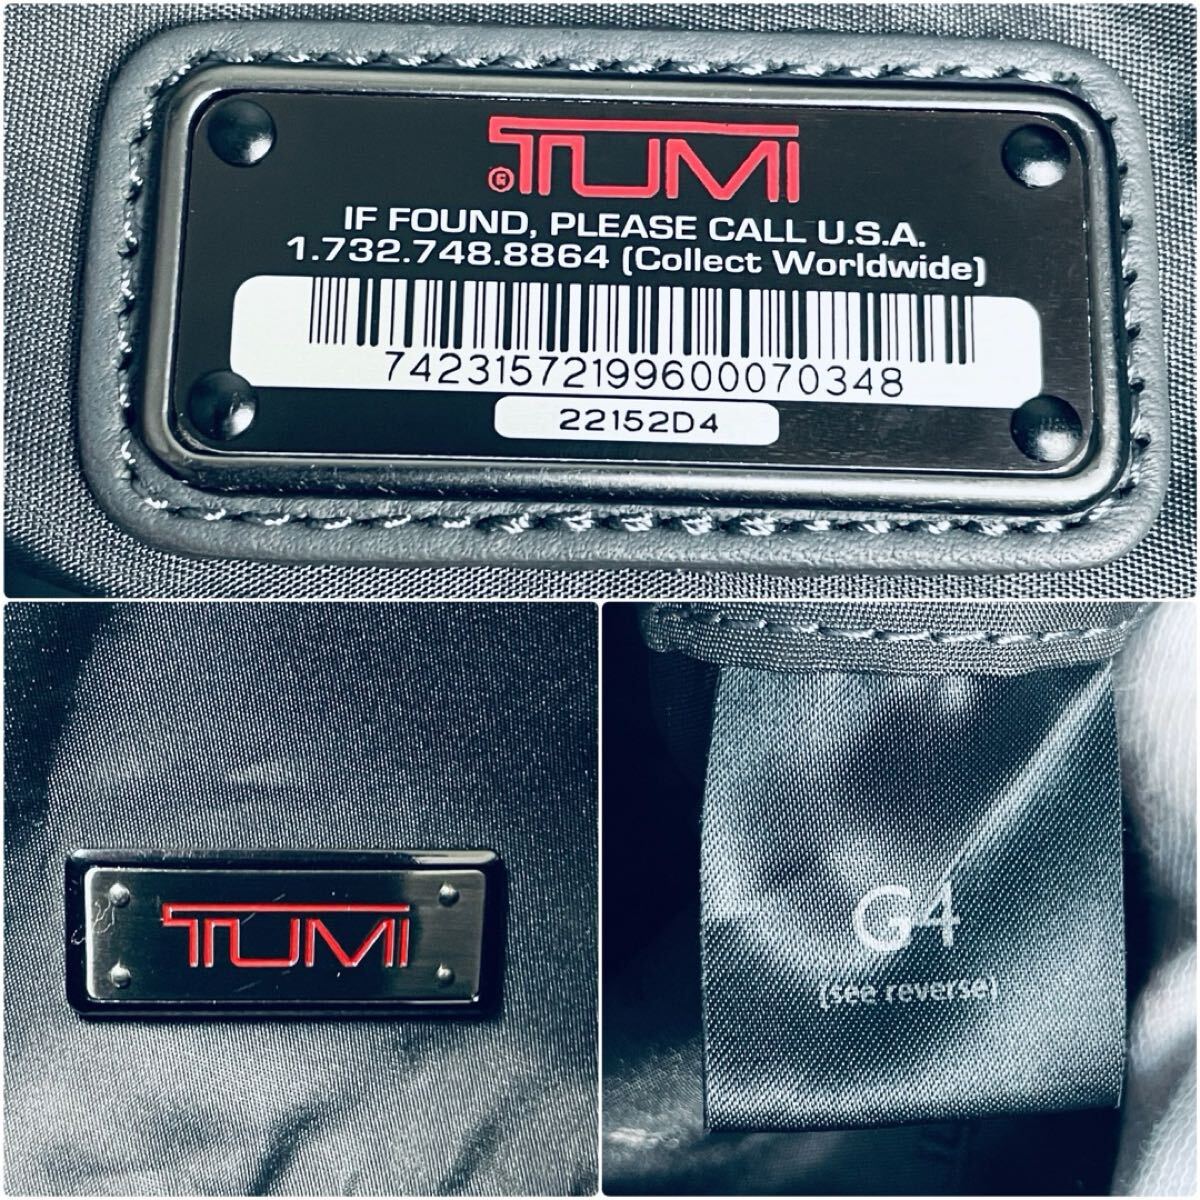 TUMI®
IF FOUND, PLEASE CALL U.S.A.
1.732.748.8864 (Collect Worldwide)
74231572199600070348
22152D4
TUMI
G4
(see reverse)